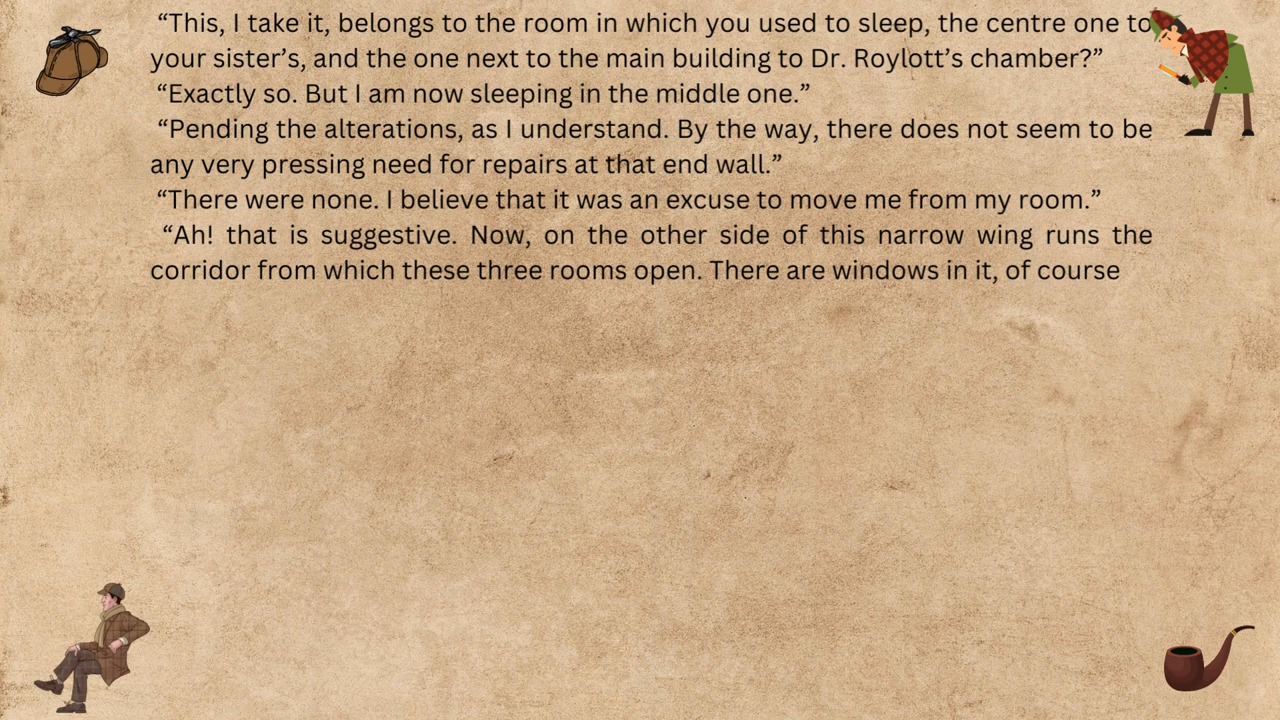 “This, I take it, belongs to the room in which you used to sleep, the centre one to
your sister’s, and the one next to the main building to Dr. Roylott’s chamber?”
“Exactly so. But I am now sleeping in the middle one.”
“Pending the alterations, as I understand. By the way, there does not seem to be
any very pressing need for repairs at that end wall.”
“There were none. I believe that it was an excuse to move me from my room.”
“Ah! that is suggestive. Now, on the other side of this narrow wing runs the
corridor from which these three rooms open. There are windows in it, of course